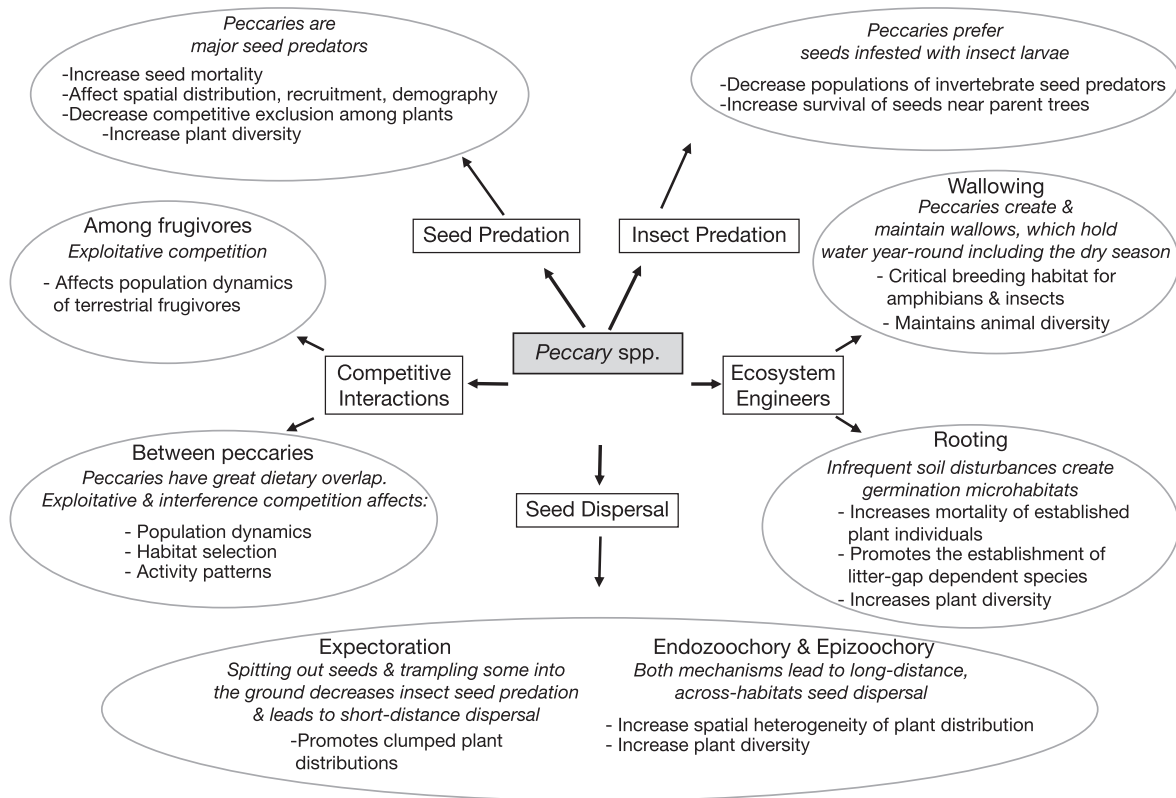 Peccaries are
major seed predators
-Increase seed mortality
-Affect spatial distribution, recruitment, demography
-Decrease competitive exclusion among plants
-Increase plant diversity
Peccaries prefer
seeds infested with insect larvae
-Decrease populations of invertebrate seed predators
-Increase survival of seeds near parent trees
Seed Predation
Insect Predation
Among frugivores
Exploitative competition
- Affects population dynamics
of terrestrial frugivores
Wallowing
Peccaries create &
maintain wallows, which hold
water year-round including the dry season
- Critical breeding habitat for
amphibians & insects
- Maintains animal diversity
Peccary spp.
Competitive
Interactions
Ecosystem
Engineers
Between peccaries
Peccaries have great dietary overlap.
Exploitative & interference competition affects:
- Population dynamics
- Habitat selection
- Activity patterns
Seed Dispersal
Rooting
Infrequent soil disturbances create
germination microhabitats
- Increases mortality of established
plant individuals
- Promotes the establishment of
litter-gap dependent species
- Increases plant diversity
Expectoration
Spitting out seeds & trampling some into
the ground decreases insect seed predation
& leads to short-distance dispersal
-Promotes clumped plant
distributions
Endozoochory & Epizoochory
Both mechanisms lead to long-distance,
across-habitats seed dispersal
- Increase spatial heterogeneity of plant distribution
- Increase plant diversity